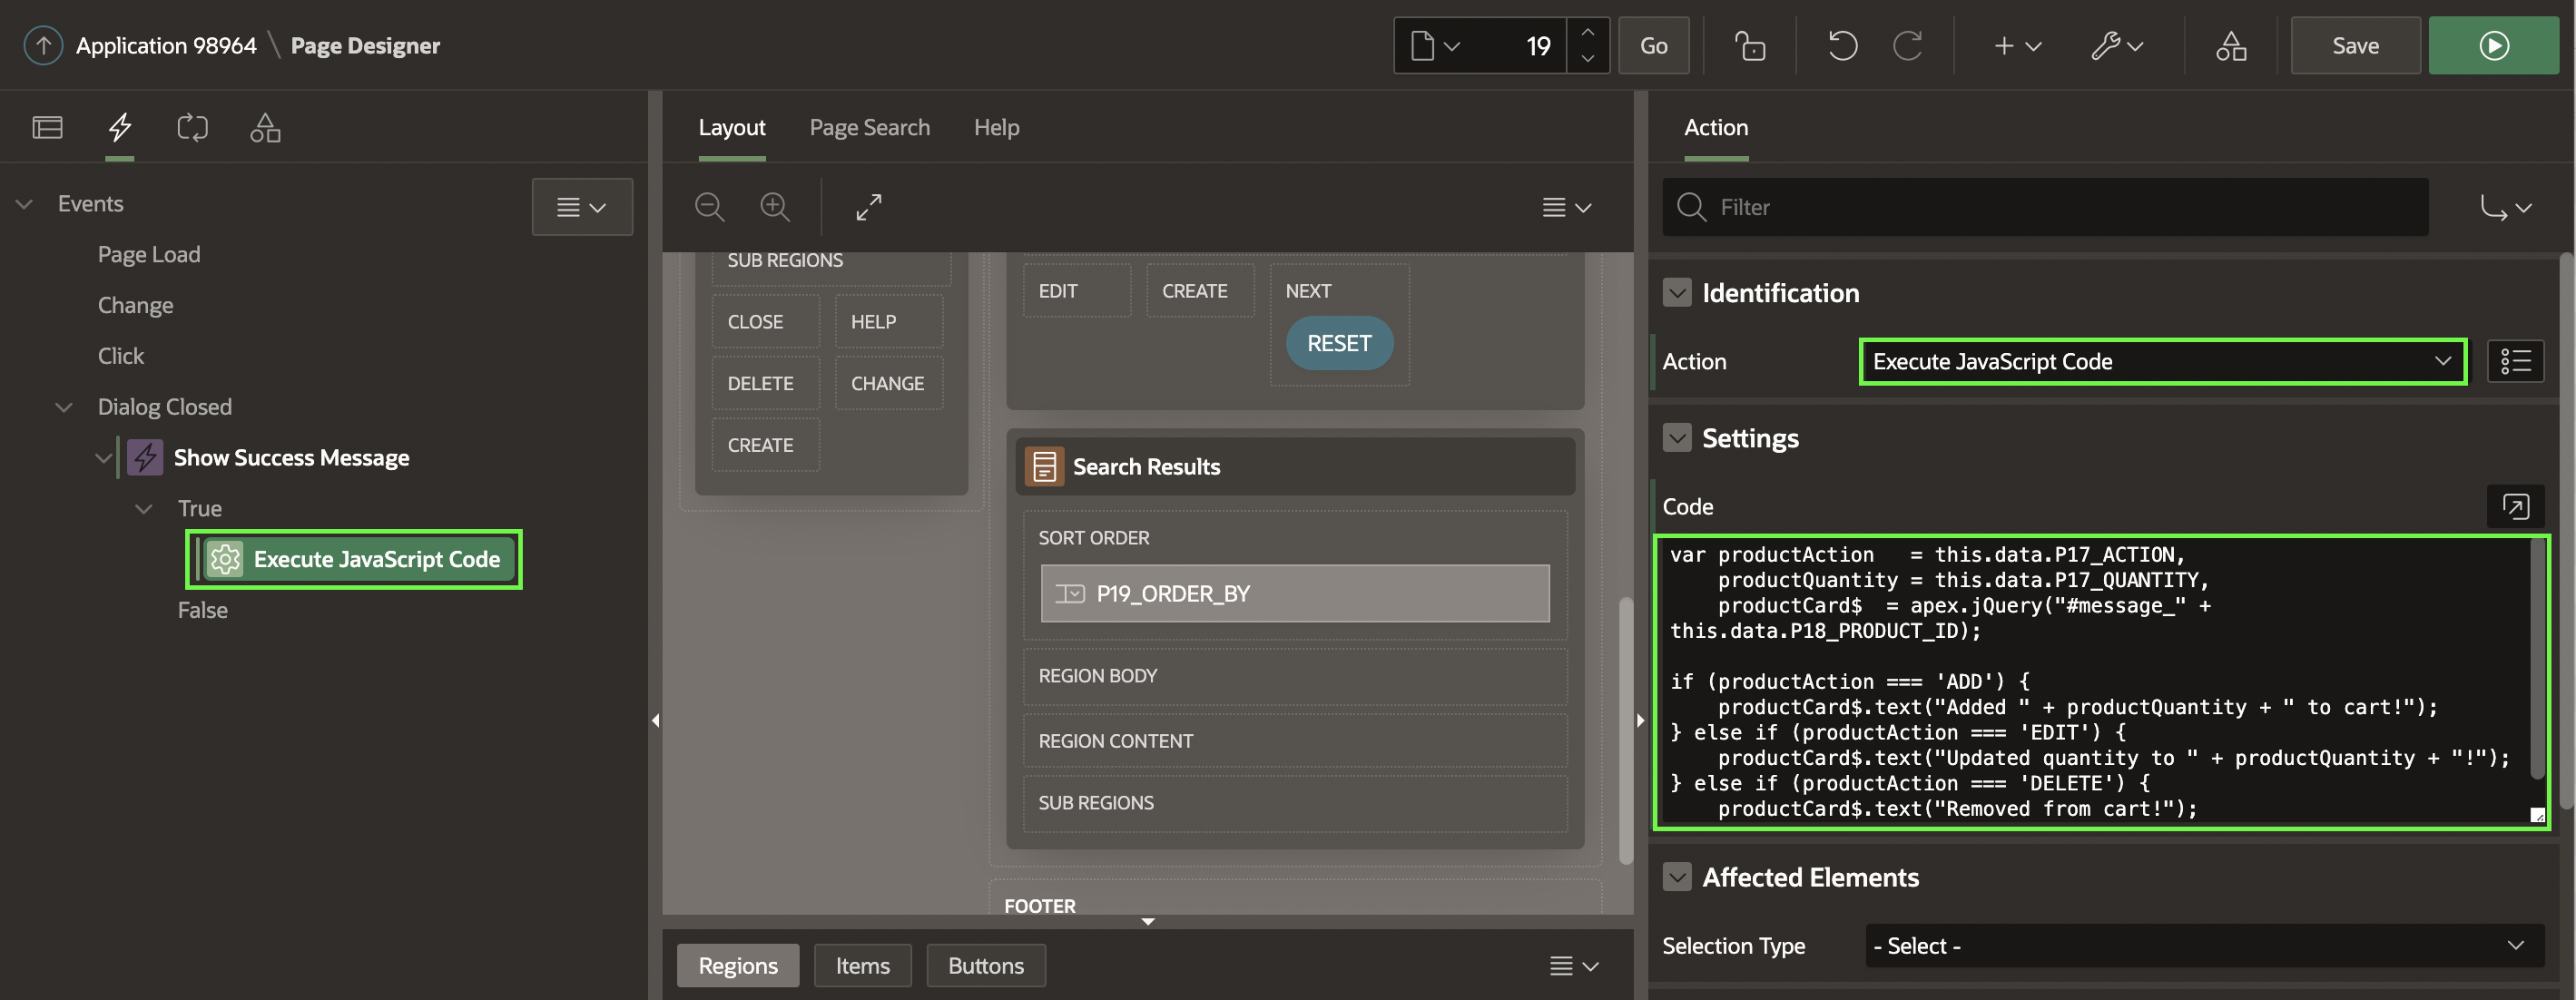 Application 98964 \ Page Designer
19
Go
Save
Layout
Page Search
Help
Action
Events
Page Load
Change
Click
Dialog Closed
Show Success Message
True
Execute JavaScript Code
False
SUB REGIONS
CLOSE
HELP
DELETE
CHANGE
CREATE
EDIT
CREATE
NEXT
RESET
Search Results
SORT ORDER
P19_ORDER_BY
REGION BODY
REGION CONTENT
SUB REGIONS
FOOTER
Regions
Items
Buttons
Filter
Identification
Action
Execute JavaScript Code
Settings
Code
var productAction   = this.data.P17_ACTION,
    productQuantity = this.data.P17_QUANTITY,
    productCard$  = apex.jQuery("#message_" +
this.data.P18_PRODUCT_ID);
if (productAction === 'ADD') {
    productCard$.text("Added " + productQuantity + " to cart!");
} else if (productAction === 'EDIT') {
    productCard$.text("Updated quantity to " + productQuantity + "!");
} else if (productAction === 'DELETE') {
    productCard$.text("Removed from cart!");
Affected Elements
Selection Type
- Select -